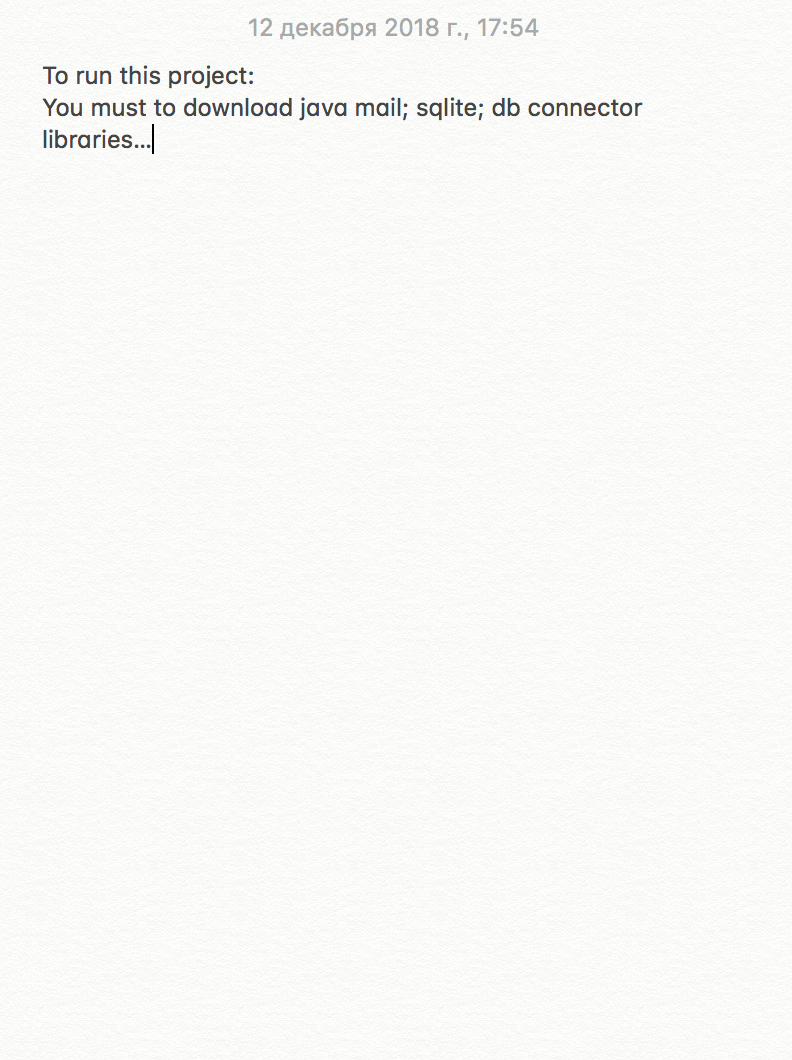 12 декабря 2018 г., 17:54
To run this project:
You must to download java mail; sqlite; db connector
libraries...